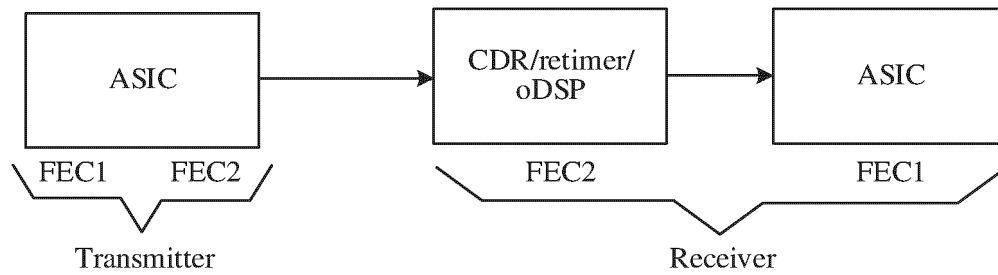 ASIC
CDR/retimer/
oDSP
ASIC
FEC1
FEC2
FEC2
FEC1
Transmitter
Receiver